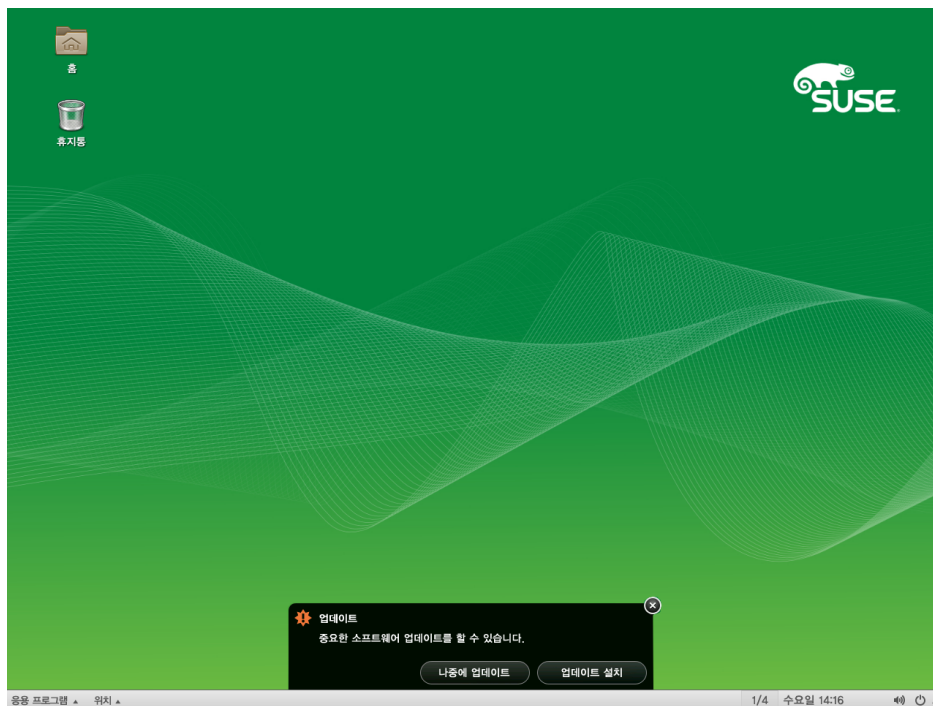 홈
SUSE
휴지통
업데이트
중요한 소프트웨어 업데이트를 할 수 있습니다.
나중에 업데이트 업데이트 설치
응용 프로그램 위치 1/4 수요일 14:16